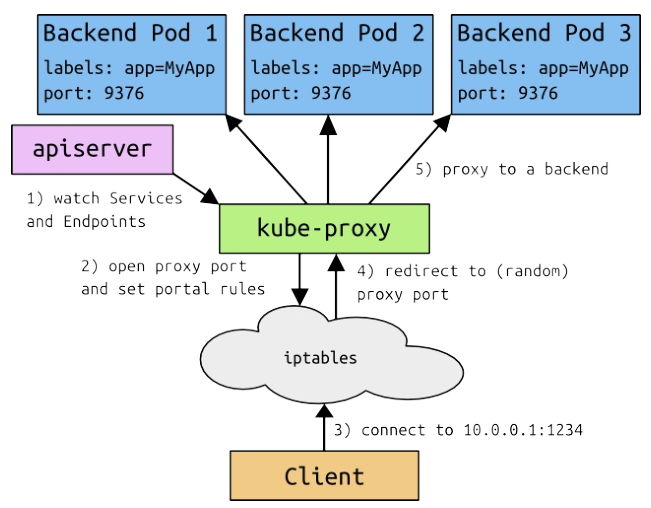 Backend Pod 1
labels: app=MyApp
port: 9376
Backend Pod 2
labels: app=MyApp
port: 9376
Backend Pod 3
labels: app=MyApp
port: 9376
apiserver
1) watch Services
and Endpoints
5) proxy to a backend
kube-proxy
2) open proxy port
and set portal rules
4) redirect to (random)
proxy port
iptables
3) connect to 10.0.0.1:1234
Client